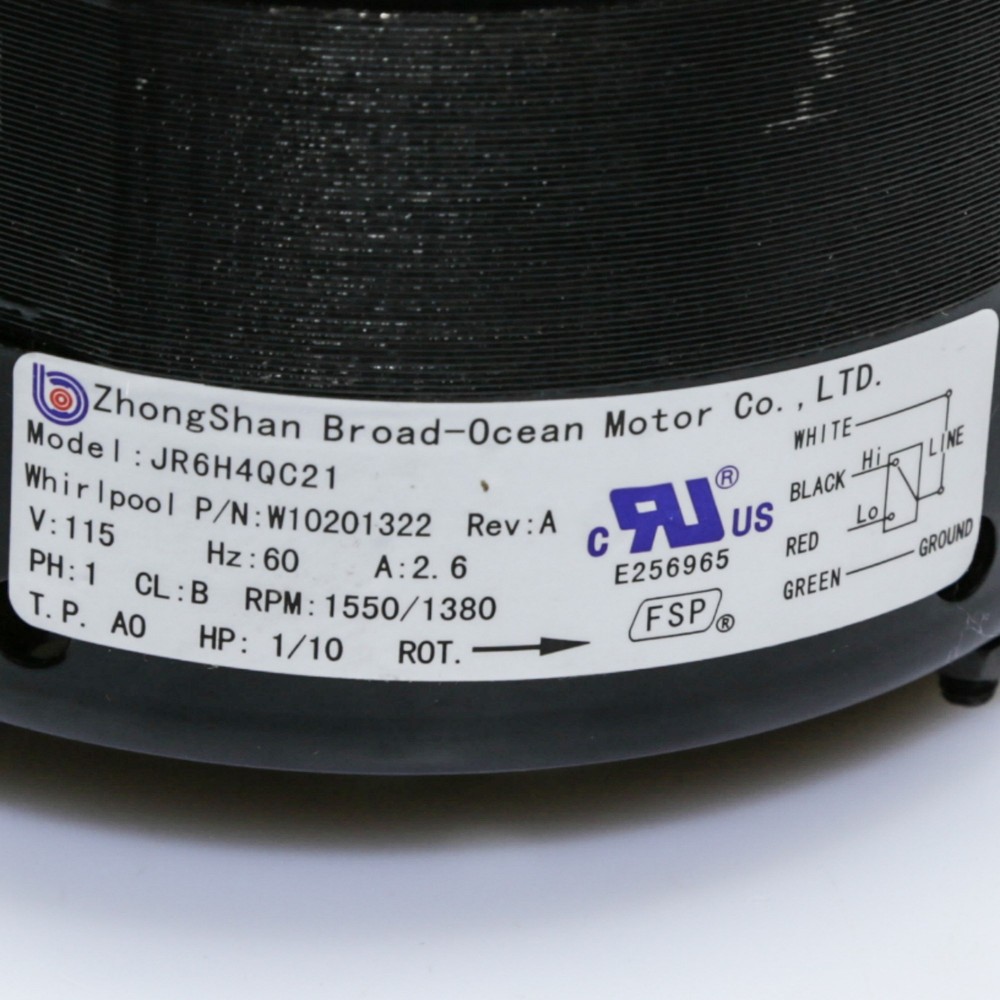 ZhongShan Broad-Ocean Motor Co., LTD.
Model:JR6H4QC21
Whirlpool P/N:W10201322 Rev:A
V:115 Hz:60 A:2.6
PH:1 CL:B RPM:1550/1380
T.P. AO HP: 1/10 ROT.
C RU® US
E256965
FSP®
WHITE
LINE
BLACK Hi
Lo
RED
GREEN GROUND